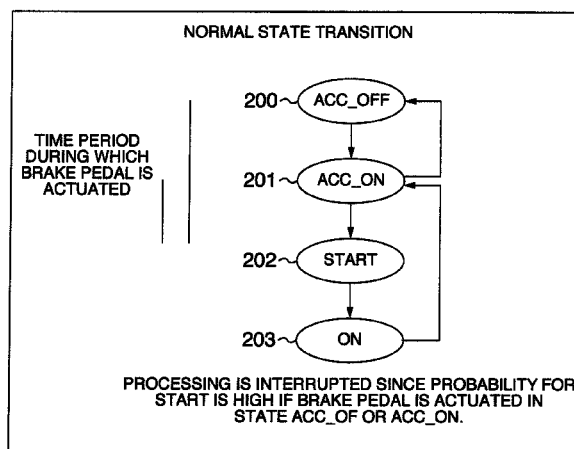 NORMAL STATE TRANSITION
200 ACC_OFF
TIME PERIOD
DURING WHICH
BRAKE PEDAL IS
ACTUATED
201 ACC_ON
202 START
203 ON
PROCESSING IS INTERRUPTED SINCE PROBABILITY FOR
START IS HIGH IF BRAKE PEDAL IS ACTUATED IN
STATE ACC_OF OR ACC_ON.